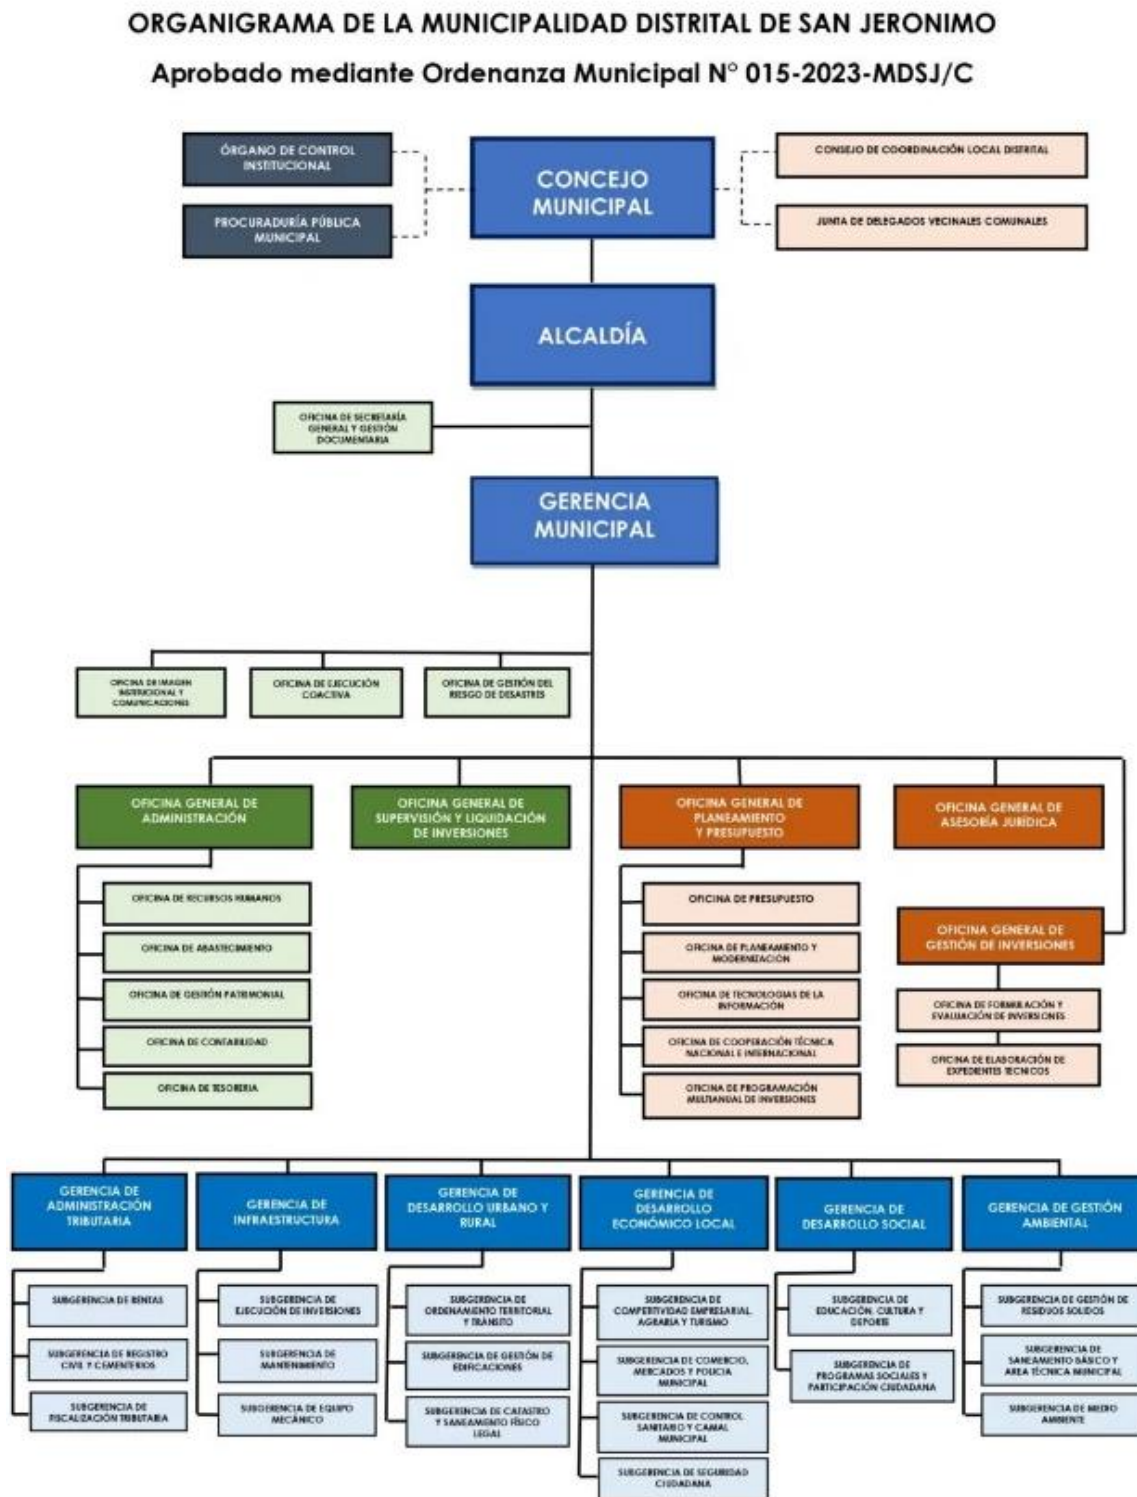 ORGANIGRAMA DE LA MUNICIPALIDAD DISTRITAL DE SAN JERONIMO
Aprobado mediante Ordenanza Municipal N° 015-2023-MDSJ/C
ÓRGANO DE CONTROL
INSTITUCIONAL
PROCURADURÍA PÚBLICA
MUNICIPAL
CONCEJO
MUNICIPAL
CONSEJO DE COORDINACIÓN LOCAL DISTRITAL
JUNTA DE DELEGADOS VECINALES COMUNALES
ALCALDÍA
OFICINA DE SECRETARÍA
GENERAL Y GESTIÓN
DOCUMENTARIA
GERENCIA
MUNICIPAL
OFICINA DE IMAGEN
INSTITUCIONAL Y
COMUNICACIONES
OFICINA DE EJECUCIÓN
COACTIVA
OFICINA DE GESTIÓN DEL
RIESGO DE DESASTRES
OFICINA GENERAL DE
ADMINISTRACIÓN
OFICINA DE RECURSOS HUMANOS
OFICINA DE ABASTECIMIENTO
OFICINA DE GESTIÓN PATRIMONIAL
OFICINA DE CONTABILIDAD
OFICINA DE TESORERIA
OFICINA GENERAL DE
SUPERVISIÓN Y LIQUIDACIÓN
DE INVERSIONES
OFICINA GENERAL DE
PLANEAMIENTO
Y PRESUPUESTO
OFICINA DE PRESUPUESTO
OFICINA DE PLANEAMIENTO Y
MODERNIZACIÓN
OFICINA DE TECNOLOGIAS DE LA
INFORMACIÓN
OFICINA DE COOPERACIÓN TÉCNICA
NACIONAL E INTERNACIONAL
OFICINA DE PROGRAMACIÓN
MULTIANUAL DE INVERSIONES
OFICINA GENERAL DE
ASESORÍA JURÍDICA
OFICINA GENERAL DE
GESTIÓN DE INVERSIONES
OFICINA DE FORMULACIÓN Y
EVALUACIÓN DE INVERSIONES
OFICINA DE ELABORACIÓN DE
EXPEDIENTES TECNICOS
GERENCIA DE
ADMINISTRACIÓN
TRIBUTARIA
SUBGERENCIA DE RENTAS
SUBGERENCIA DE REGISTRO
CIVIL Y CEMENTERIOS
SUBGERENCIA DE
FISCALIZACIÓN TRIBUTARIA
GERENCIA DE
INFRAESTRUCTURA
SUBGERENCIA DE
EJECUCIÓN DE INVERSIONES
SUBGERENCIA DE
MANTENIMIENTO
SUBGERENCIA DE EQUIPO
MECÁNICO
GERENCIA DE
DESARROLLO URBANO Y
RURAL
SUBGERENCIA DE
ORDENAMIENTO TERRITORIAL
Y TRÁNSITO
SUBGERENCIA DE GESTIÓN DE
EDIFICACIONES
SUBGERENCIA DE CATASTRO
Y SANEAMIENTO FÍSICO
LEGAL
GERENCIA DE
DESARROLLO
ECONÓMICO LOCAL
SUBGERENCIA DE
COMPETITIVIDAD EMPRESARIAL,
AGRARIA Y TURISMO
SUBGERENCIA DE COMERCIO,
MERCADOS Y POLICIA
MUNICIPAL
SUBGERENCIA DE CONTROL
SANITARIO Y CAMAL
MUNICIPAL
SUBGERENCIA DE SEGURIDAD
CIUDADANA
GERENCIA DE
DESARROLLO SOCIAL
SUBGERENCIA DE
EDUCACIÓN, CULTURA Y
DEPORTE
SUBGERENCIA DE
PROGRAMAS SOCIALES Y
PARTICIPACIÓN CIUDADANA
GERENCIA DE GESTIÓN
AMBIENTAL
SUBGERENCIA DE GESTIÓN DE
RESIDUOS SOLIDOS
SUBGERENCIA DE
SANEAMIENTO BÁSICO Y
AREA TÉCNICA MUNICIPAL
SUBGERENCIA DE MEDIO
AMBIENTE